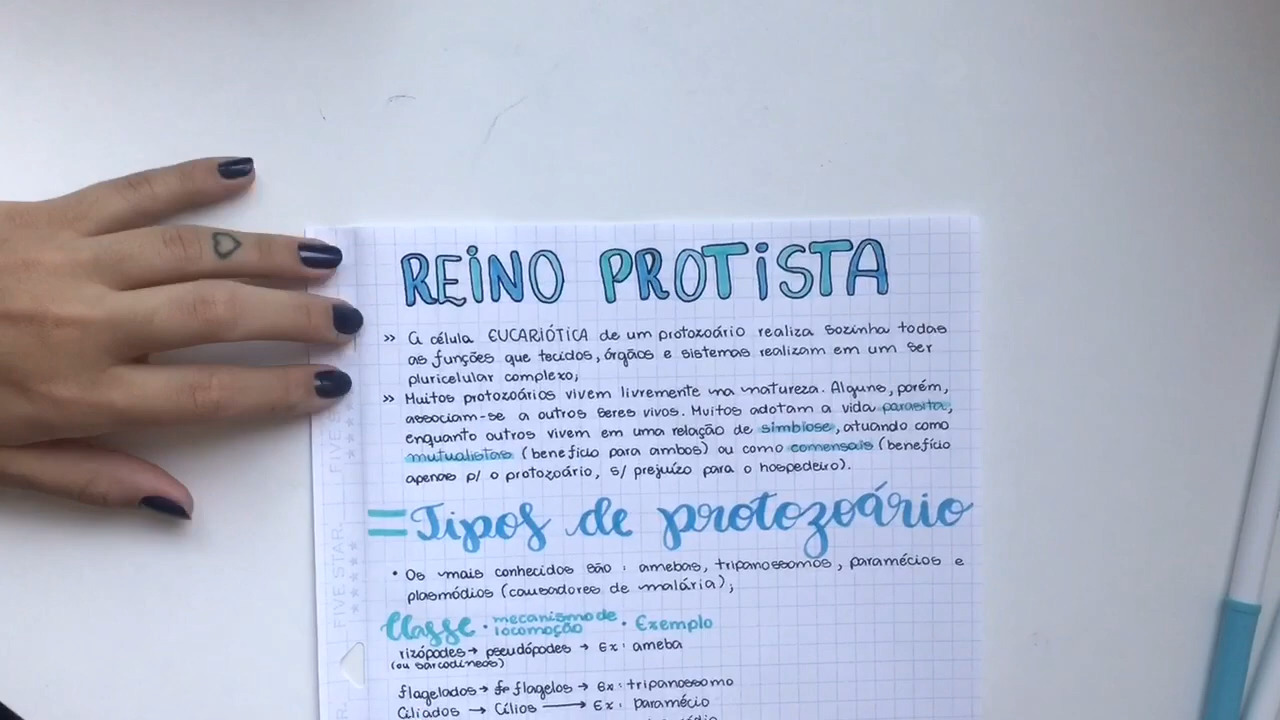 REINO PROTISTA
>> A célula EUCARIÓTICA de um protozoário realiza sozinha todas
as funções que tecidos, órgãos e sistemas realizam em um ser
pluricelular complexo;
>> Muitos protozoários vivem livremente na natureza. Alguns, porém,
associam-se a outros seres vivos. Muitos adotam a vida parasita,
enquanto outros vivem em uma relação de simbiose, atuando como
mutualistas (benefício para ambos) ou como comensais (benefício
apenas p/ o protozoário, s/ prejuízo para o hospedeiro).
= Tipos de protozoário
• Os mais conhecidos são: amebas, tripanossomos, paramécios e
plasmódios (causadores de malária);
Classe · mecanismo de locomoção · Exemplo
rizópodes → pseudópodes → Ex: ameba
(ou sarcodíneos)
flagelados → flagelos → Ex: tripanossomo
Ciliados → Cílios → Ex: paramécio
FIVE STAR
FIVE STAR